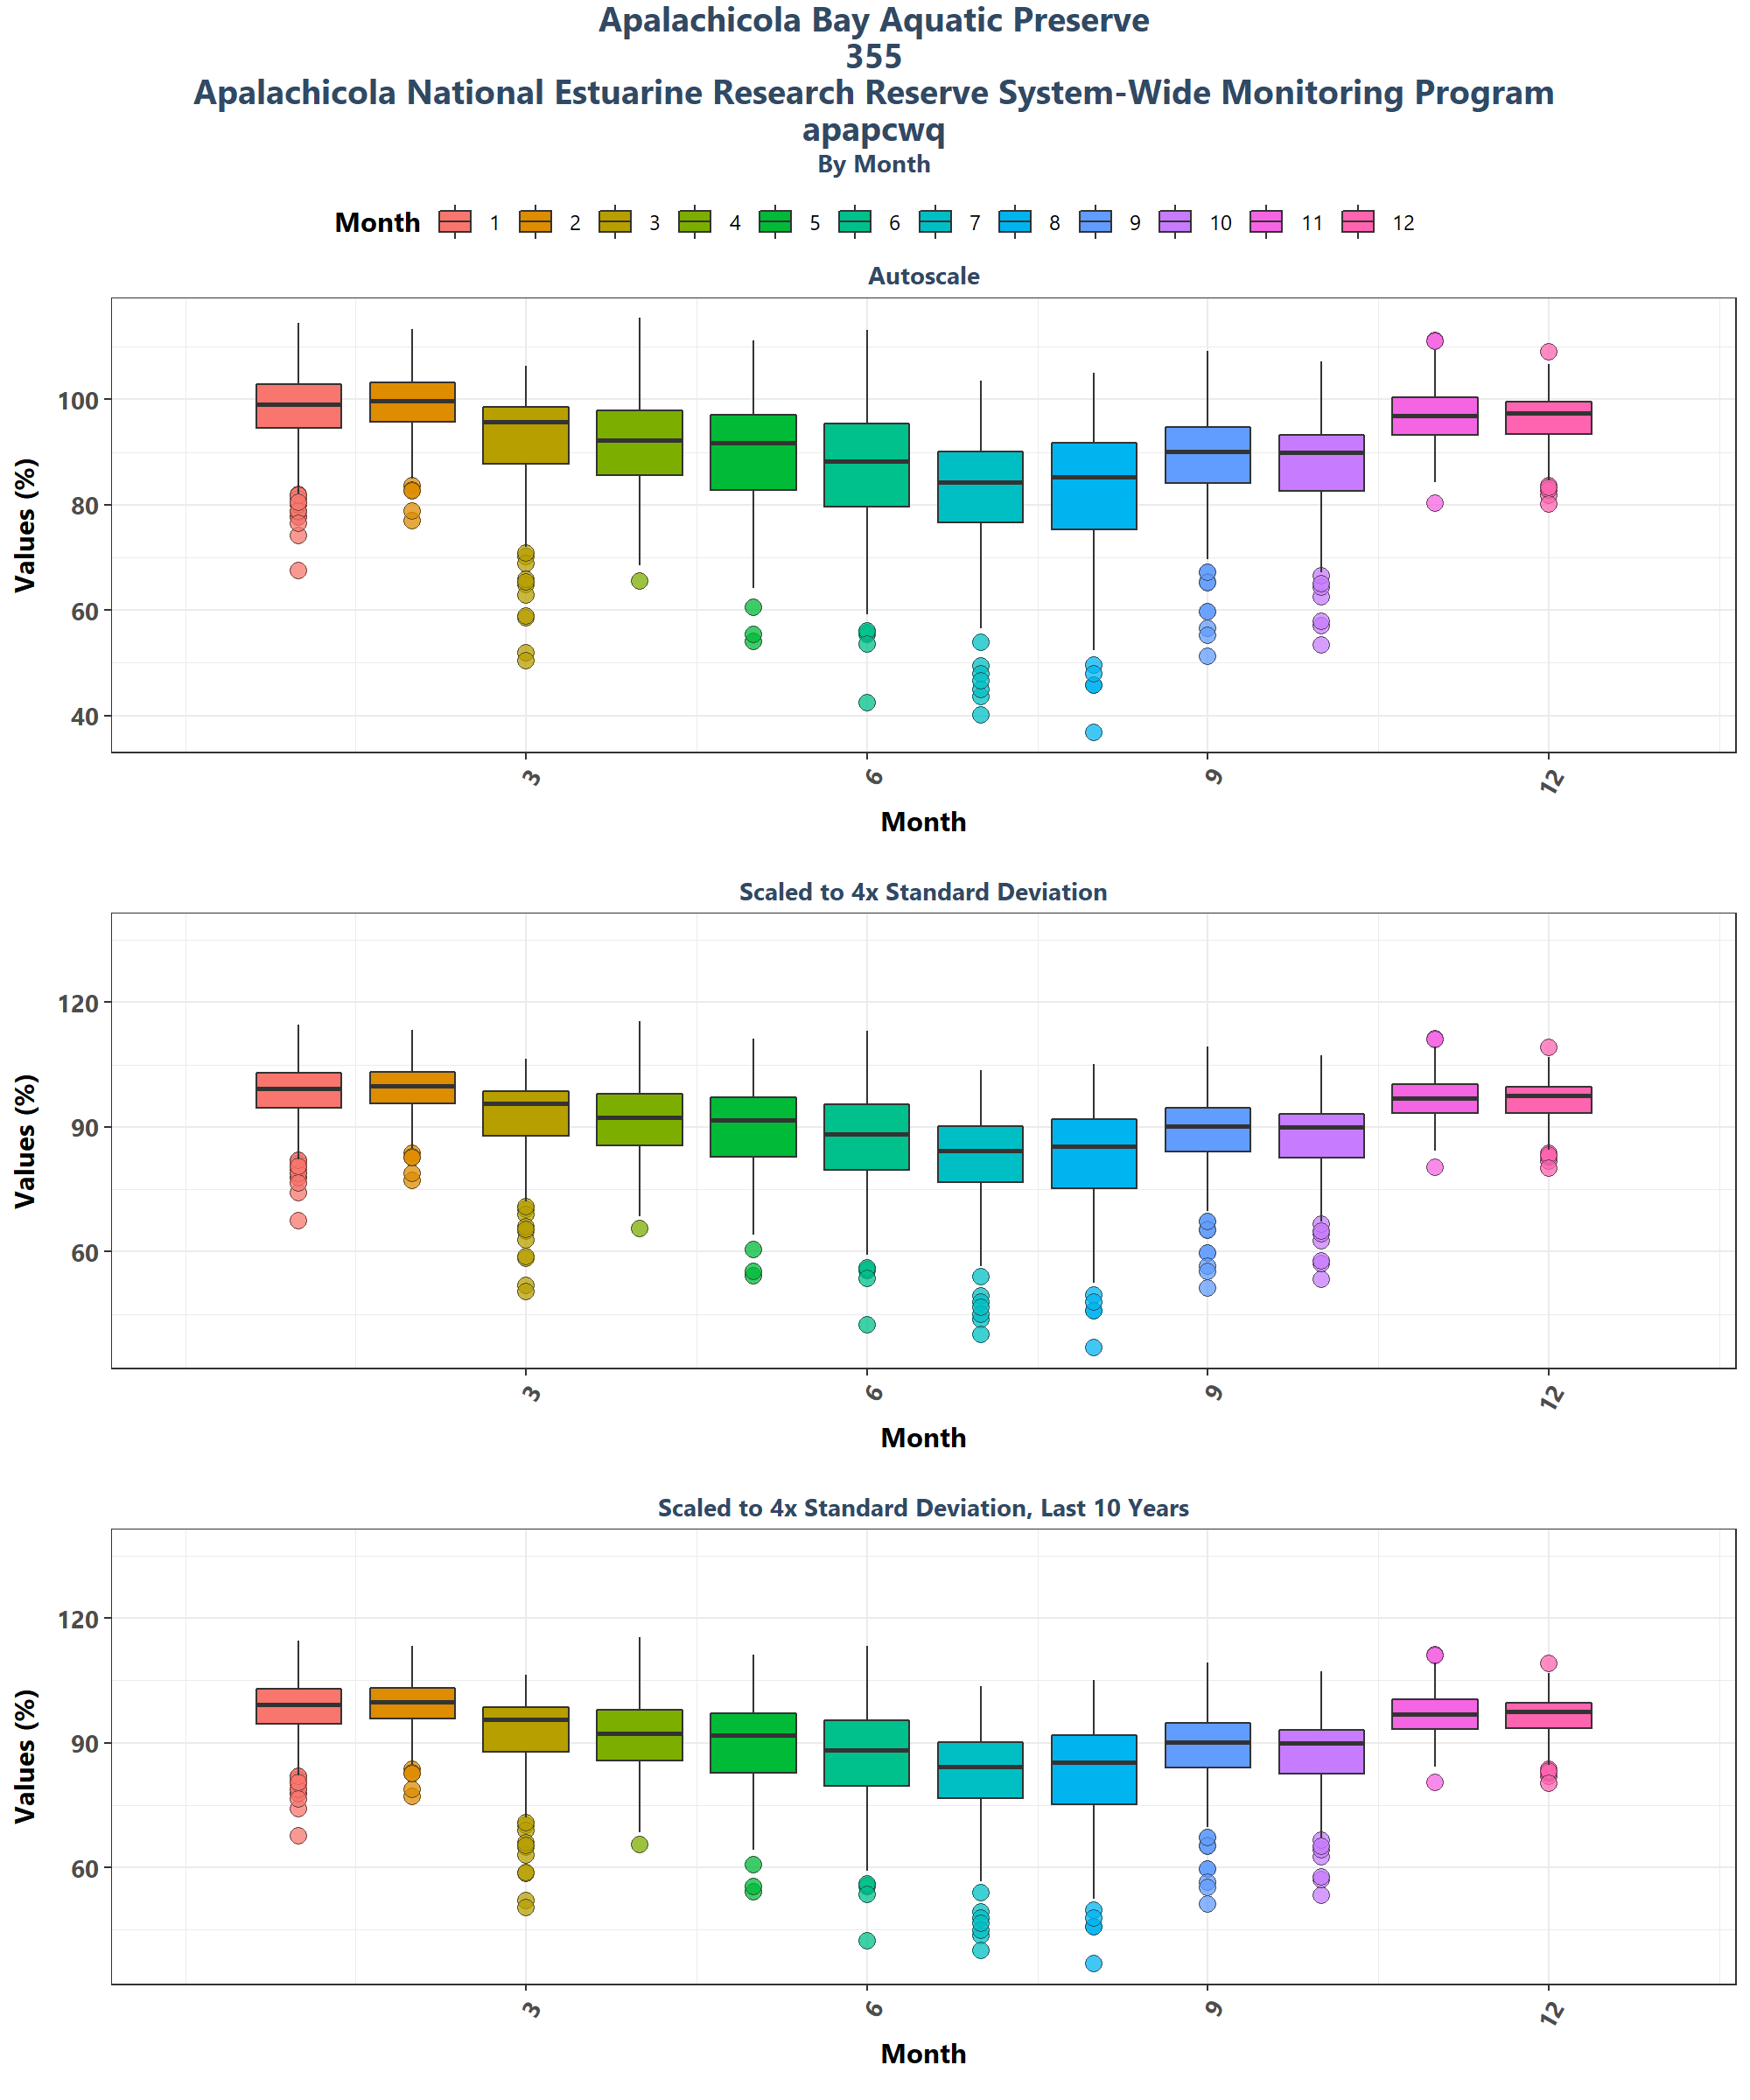 Apalachicola Bay Aquatic Preserve
355
Apalachicola National Estuarine Research Reserve System-Wide Monitoring Program
apapcwq
By Month
Month 1 2 3 4 5 6 7 8 9 10 11 12
Autoscale
Values (%)
100
80
60
40
3 6 9 12
Month
Scaled to 4x Standard Deviation
Values (%)
120
90
60
3 6 9 12
Month
Scaled to 4x Standard Deviation, Last 10 Years
Values (%)
120
90
60
3 6 9 12
Month